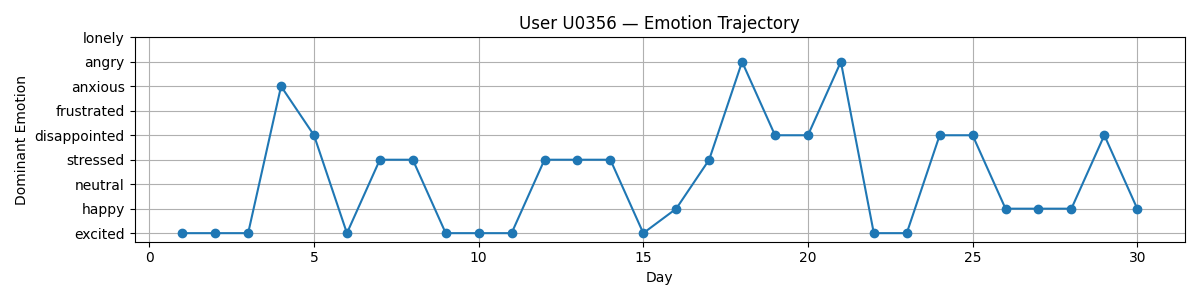 User U0356 — Emotion Trajectory
lonely
angry
anxious
frustrated
disappointed
stressed
neutral
happy
excited
Dominant Emotion
0 5 10 15 20 25 30
Day